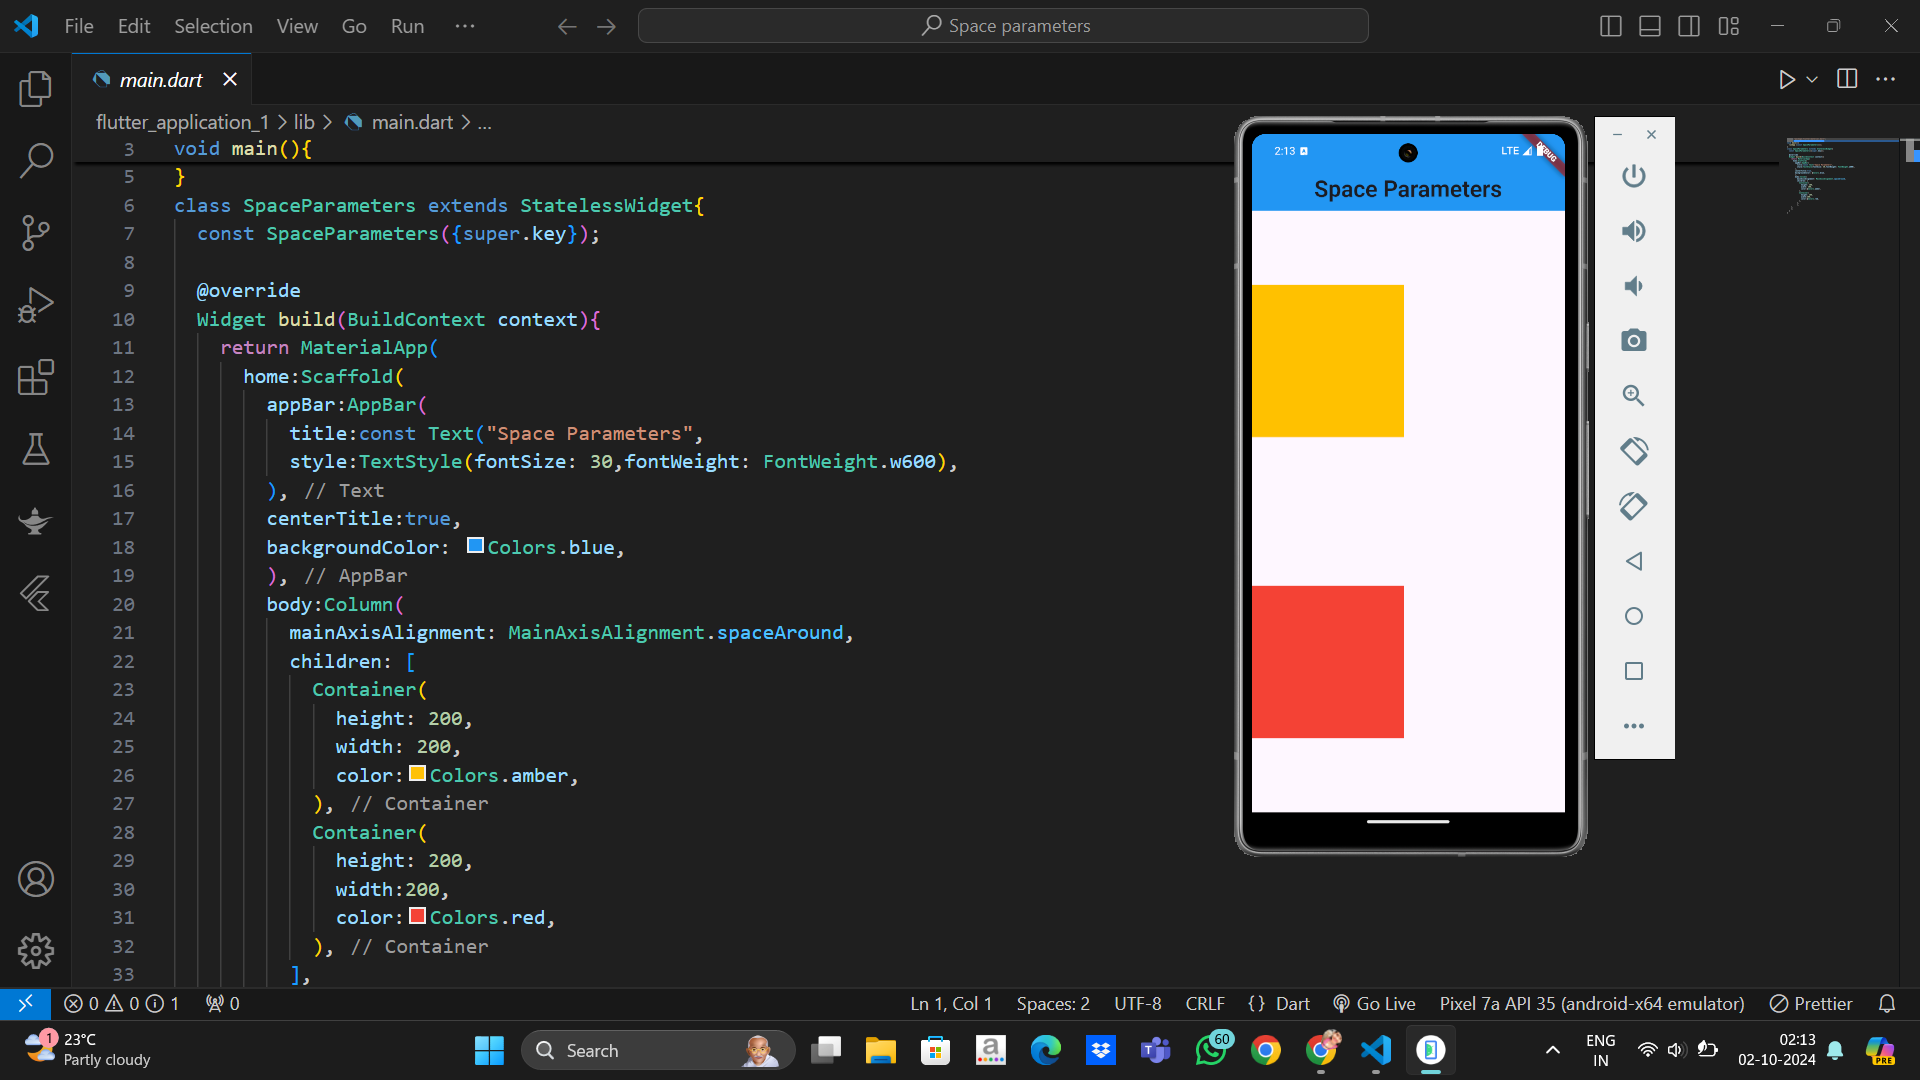 File Edit Selection View Go Run ... Space parameters
main.dart
flutter_application_1 > lib > main.dart > ...
3 void main(){
5 }
6 class SpaceParameters extends StatelessWidget{
7 const SpaceParameters({super.key});
8
9 @override
10 Widget build(BuildContext context){
11 return MaterialApp(
12 home:Scaffold(
13 appBar:AppBar(
14 title:const Text("Space Parameters",
15 style:TextStyle(fontSize: 30,fontWeight: FontWeight.w600),
16 ), // Text
17 centerTitle:true,
18 backgroundColor: Colors.blue,
19 ), // AppBar
20 body:Column(
21 mainAxisAlignment: MainAxisAlignment.spaceAround,
22 children: [
23 Container(
24 height: 200,
25 width: 200,
26 color: Colors.amber,
27 ), // Container
28 Container(
29 height: 200,
30 width:200,
31 color: Colors.red,
32 ), // Container
33 ],
2:13 LTE DEBUG
Space Parameters
0 0 1 0 Ln 1, Col 1 Spaces: 2 UTF-8 CRLF {} Dart Go Live Pixel 7a API 35 (android-x64 emulator) Prettier
1 23°C
Partly cloudy
Search
a
60
ENG
IN
02:13
02-10-2024
PRE